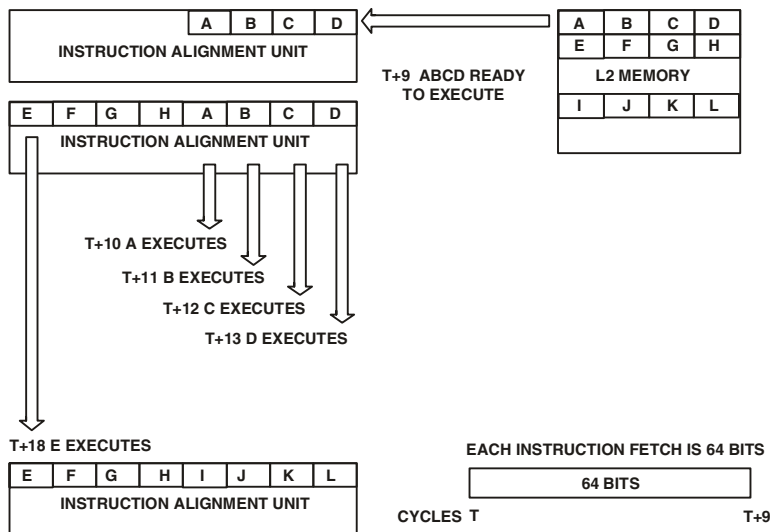 A B C D
INSTRUCTION ALIGNMENT UNIT
A B C D
E F G H
L2 MEMORY
I J K L
T+9 ABCD READY
TO EXECUTE
E F G H A B C D
INSTRUCTION ALIGNMENT UNIT
T+10 A EXECUTES
T+11 B EXECUTES
T+12 C EXECUTES
T+13 D EXECUTES
T+18 E EXECUTES
E F G H I J K L
INSTRUCTION ALIGNMENT UNIT
EACH INSTRUCTION FETCH IS 64 BITS
64 BITS
CYCLES T T+9